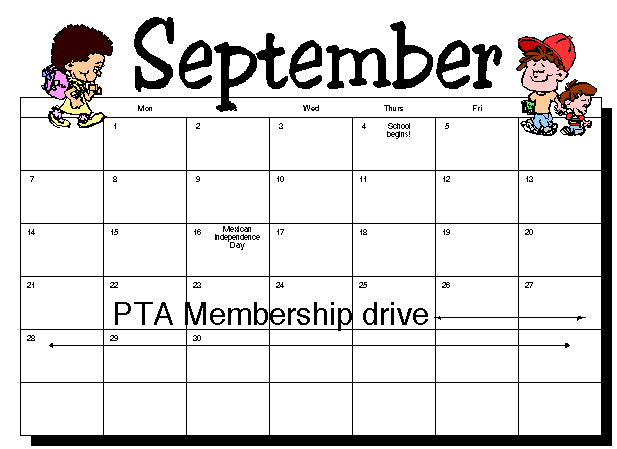 September
Mon Wed Thurs Fri
1 2 3 4 School 5
begins!
7 8 9 10 11 12 13
14 15 16 Mexican 17 18 19 20
Independence
Day
21 22 23 24 25 26 27
PTA Membership drive
28 29 30